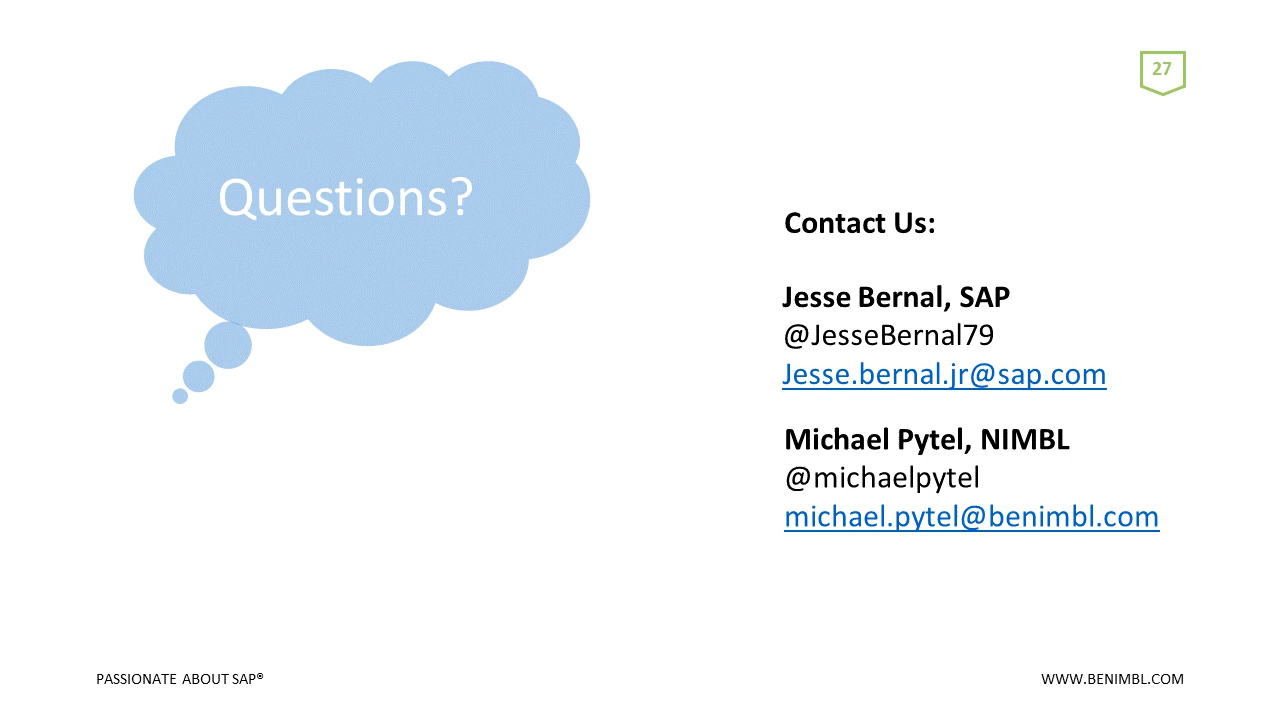 27
Questions?
Contact Us:
Jesse Bernal, SAP
@JesseBernal79
Jesse.bernal.jr@sap.com
Michael Pytel, NIMBL
@michaelpytel
michael.pytel@benimbl.com
PASSIONATE ABOUT SAP®
WWW.BENIMBL.COM